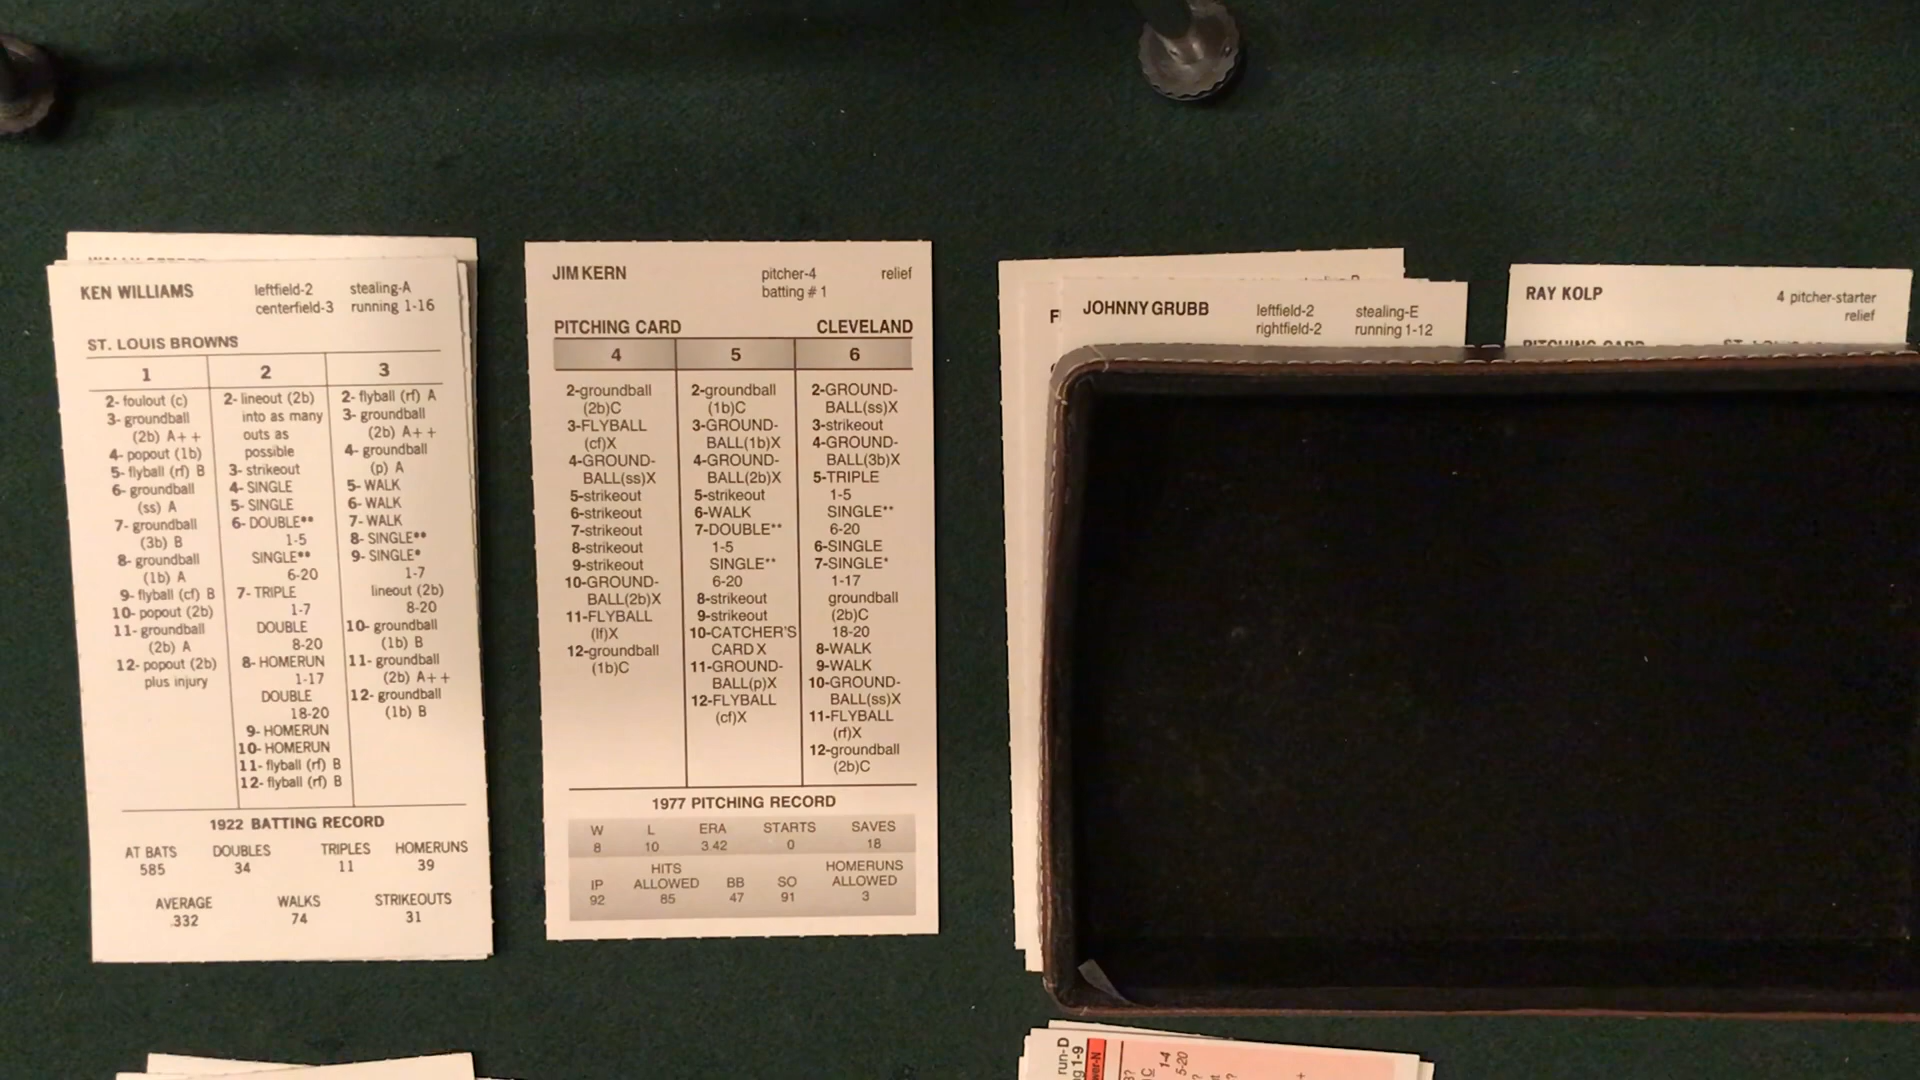 KEN WILLIAMS
leftfield-2 stealing-A
centerfield-3 running 1-16
ST. LOUIS BROWNS
1
2- foulout (c)
3- groundball
(2b) A++
4- popout (1b)
5- flyball (rf) B
6- groundball
(ss) A
7- groundball
(3b) B
8- groundball
(1b) A
9- flyball (cf) B
10- popout (2b)
11- groundball
(2b) A
12- popout (2b)
plus injury
2
2- lineout (2b)
into as many
outs as
possible
3- strikeout
4- SINGLE
5- SINGLE
6- DOUBLE**
1-5
SINGLE**
6-20
7- TRIPLE
1-7
DOUBLE
8-20
8- HOMERUN
1-17
DOUBLE
18-20
9- HOMERUN
10- HOMERUN
11- flyball (rf) B
12- flyball (rf) B
3
2- flyball (rf) A
3- groundball
(2b) A++
4- groundball
(p) A
5- WALK
6- WALK
7- WALK
8- SINGLE**
9- SINGLE*
1-7
lineout (2b)
8-20
10- groundball
(1b) B
11- groundball
(2b) A++
12- groundball
(1b) B
1922 BATTING RECORD
AT BATS DOUBLES TRIPLES HOMERUNS
585 34 11 39
AVERAGE WALKS STRIKEOUTS
.332 74 31
JIM KERN pitcher-4 relief
batting # 1
PITCHING CARD CLEVELAND
4
2-groundball
(2b)C
3-FLYBALL
(cf)X
4-GROUND-
BALL(ss)X
5-strikeout
6-strikeout
7-strikeout
8-strikeout
9-strikeout
10-GROUND-
BALL(2b)X
11-FLYBALL
(lf)X
12-groundball
(1b)C
5
2-groundball
(1b)C
3-GROUND-
BALL(1b)X
4-GROUND-
BALL(2b)X
5-strikeout
6-WALK
7-DOUBLE**
1-5
SINGLE**
6-20
8-strikeout
9-strikeout
10-CATCHER'S
CARD X
11-GROUND-
BALL(p)X
12-FLYBALL
(cf)X
6
2-GROUND-
BALL(ss)X
3-strikeout
4-GROUND-
BALL(3b)X
5-TRIPLE
1-5
SINGLE**
6-20
6-SINGLE
7-SINGLE*
1-17
groundball
(2b)C
18-20
8-WALK
9-WALK
10-GROUND-
BALL(ss)X
11-FLYBALL
(rf)X
12-groundball
(2b)C
1977 PITCHING RECORD
W L ERA STARTS SAVES
8 10 3.42 0 18
IP HITS ALLOWED BB SO HOMERUNS ALLOWED
92 85 47 91 3
JOHNNY GRUBB
leftfield-2 stealing-E
rightfield-2 running 1-12
RAY KOLP
4 pitcher-starter
relief
PITCHING CARD
run-D
1-9
1-4
5-20